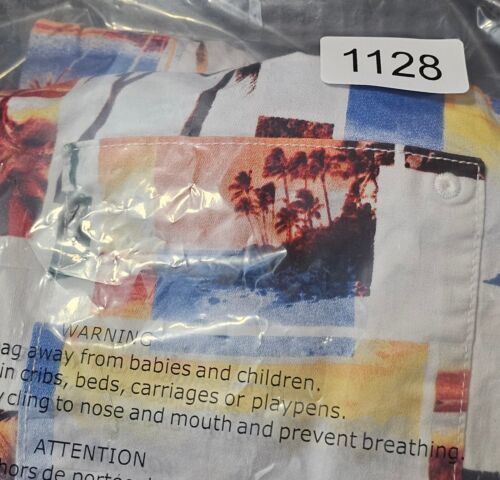 1128
WARNING
ag away from babies and children.
in cribs, beds, carriages or playpens.
y cling to nose and mouth and prevent breathing.
ATTENTION
hors de portée